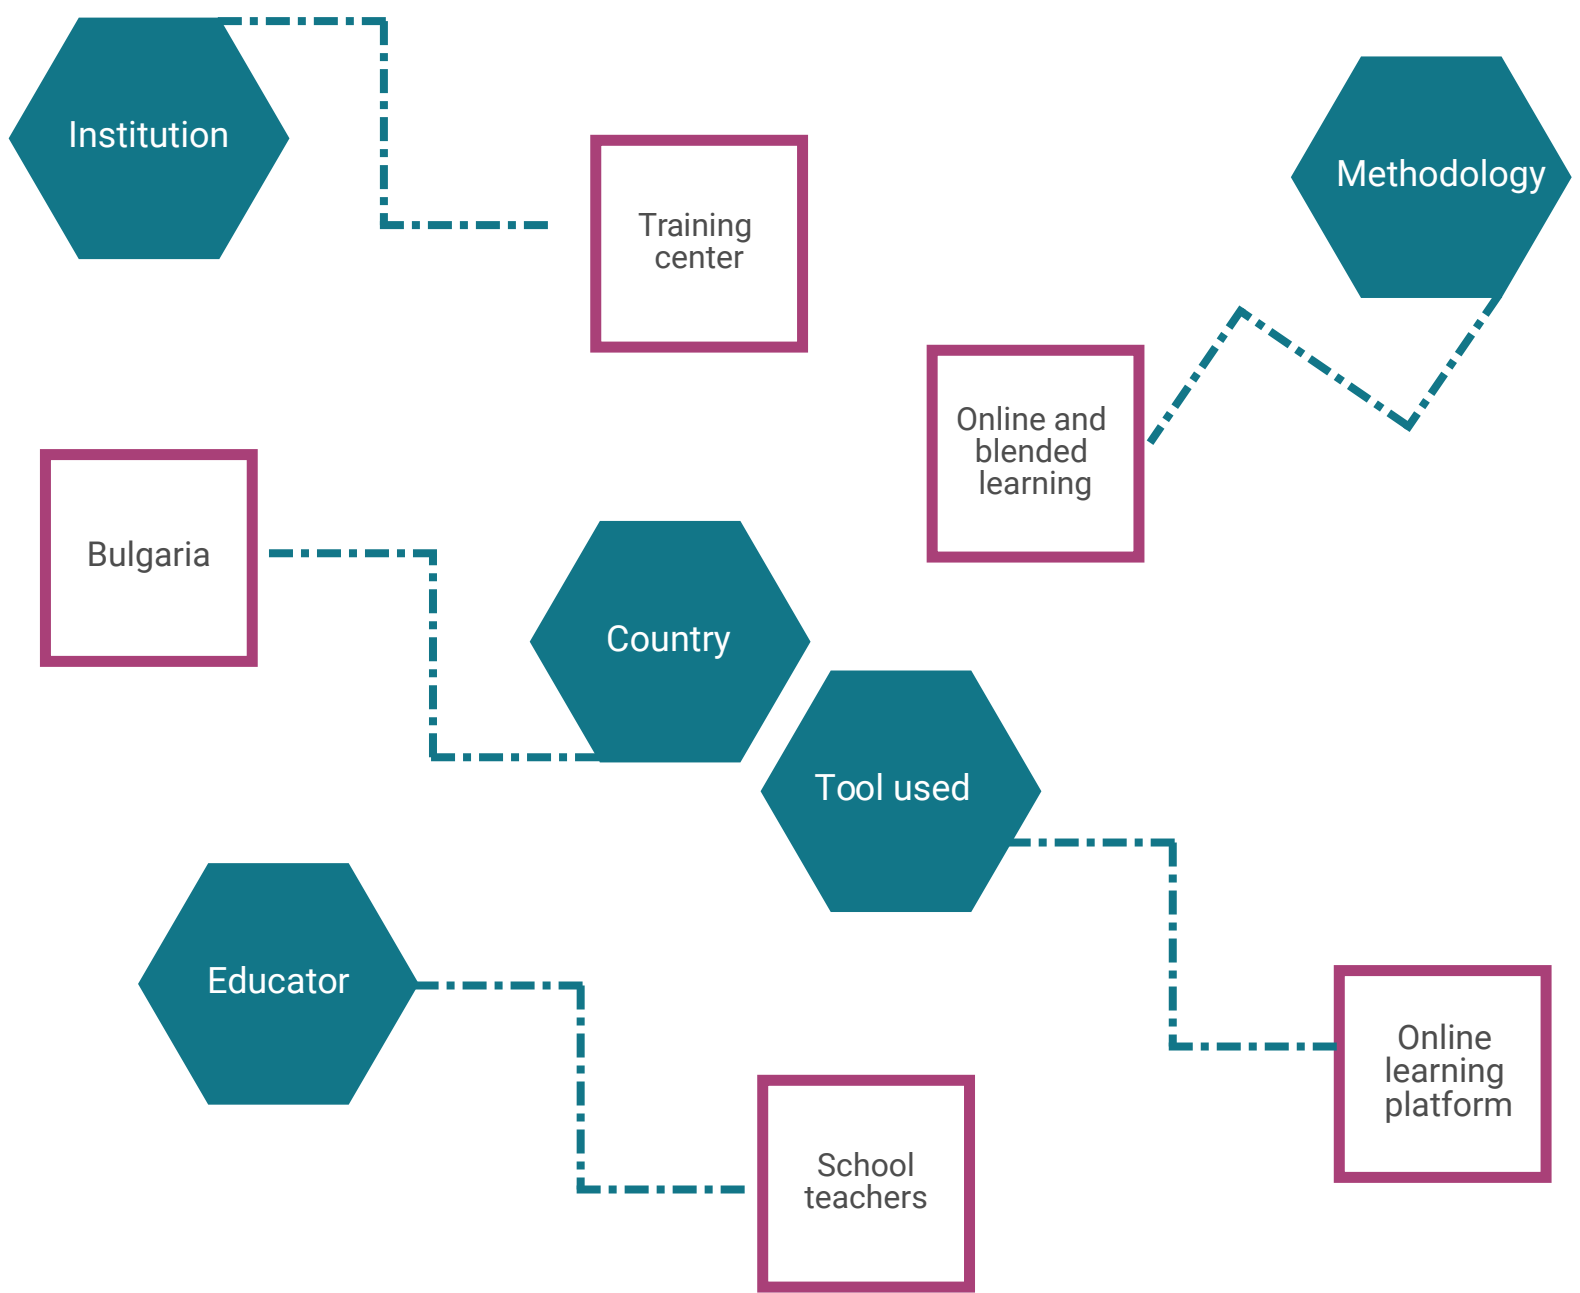 Institution
Training
center
Methodology
Online and
blended
learning
Bulgaria
Country
Tool used
Educator
School
teachers
Online
learning
platform